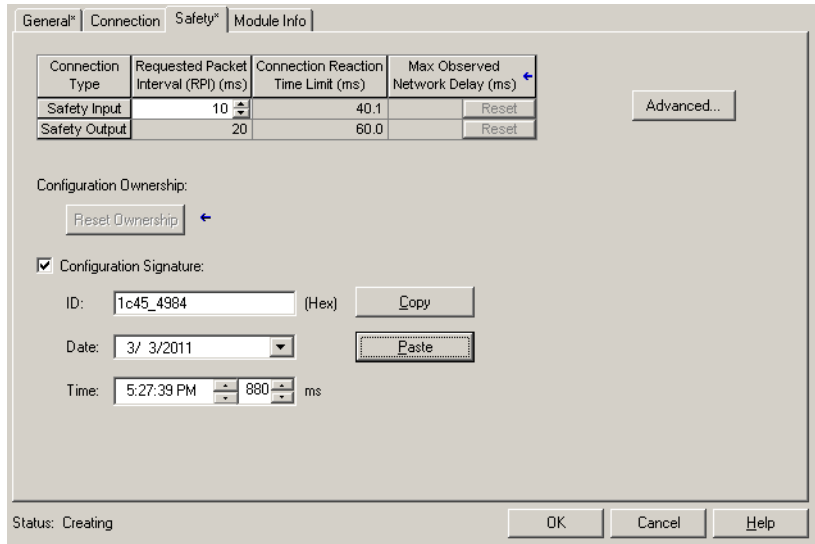 General* Connection Safety* Module Info
Connection Type Requested Packet Interval (RPI) (ms) Connection Reaction Time Limit (ms) Max Observed Network Delay (ms)
Safety Input 10 40.1 Reset
Safety Output 20 60.0 Reset
Advanced...
Configuration Ownership:
Reset Ownership
Configuration Signature:
ID: 1c45_4984 (Hex) Copy
Date: 3/ 3/2011 Paste
Time: 5:27:39 PM 880 ms
Status: Creating OK Cancel Help